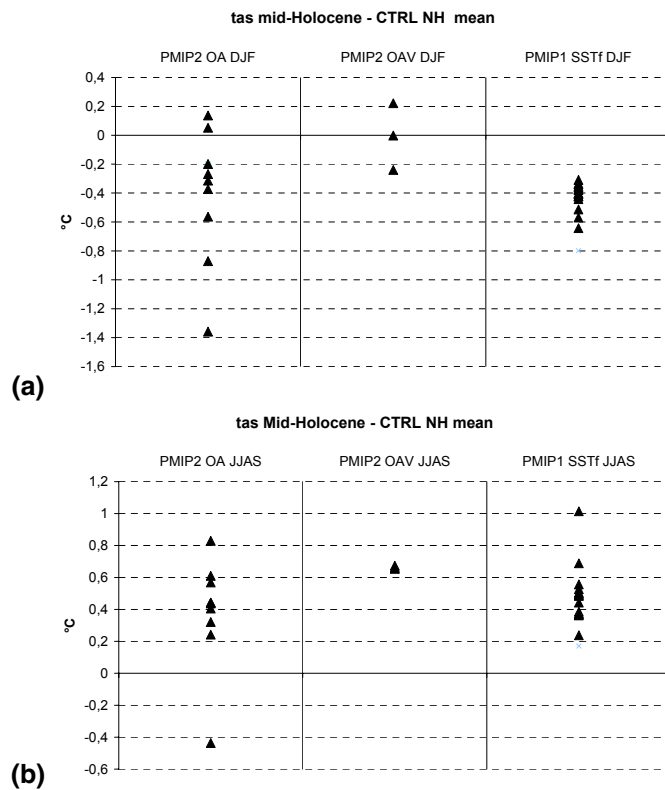 tas mid-Holocene - CTRL NH mean
PMIP2 OA DJF PMIP2 OAV DJF PMIP1 SSTf DJF
0,4
0,2
0
-0,2
-0,4
-0,6
-0,8
-1
-1,2
-1,4
-1,6
°C
(a)
tas Mid-Holocene - CTRL NH mean
PMIP2 OA JJAS PMIP2 OAV JJAS PMIP1 SSTf JJAS
1,2
1
0,8
0,6
0,4
0,2
0
-0,2
-0,4
-0,6
°C
(b)